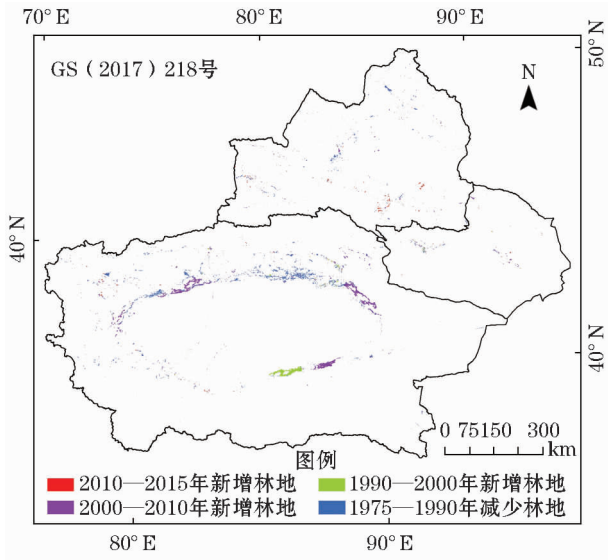 70° E 80° E 90° E
GS（2017）218号
N
50° N
40° N
40° N
0 75150 300
km
图例
2010—2015年新增林地 1990—2000年新增林地
2000—2010年新增林地 1975—1990年减少林地
80° E 90° E